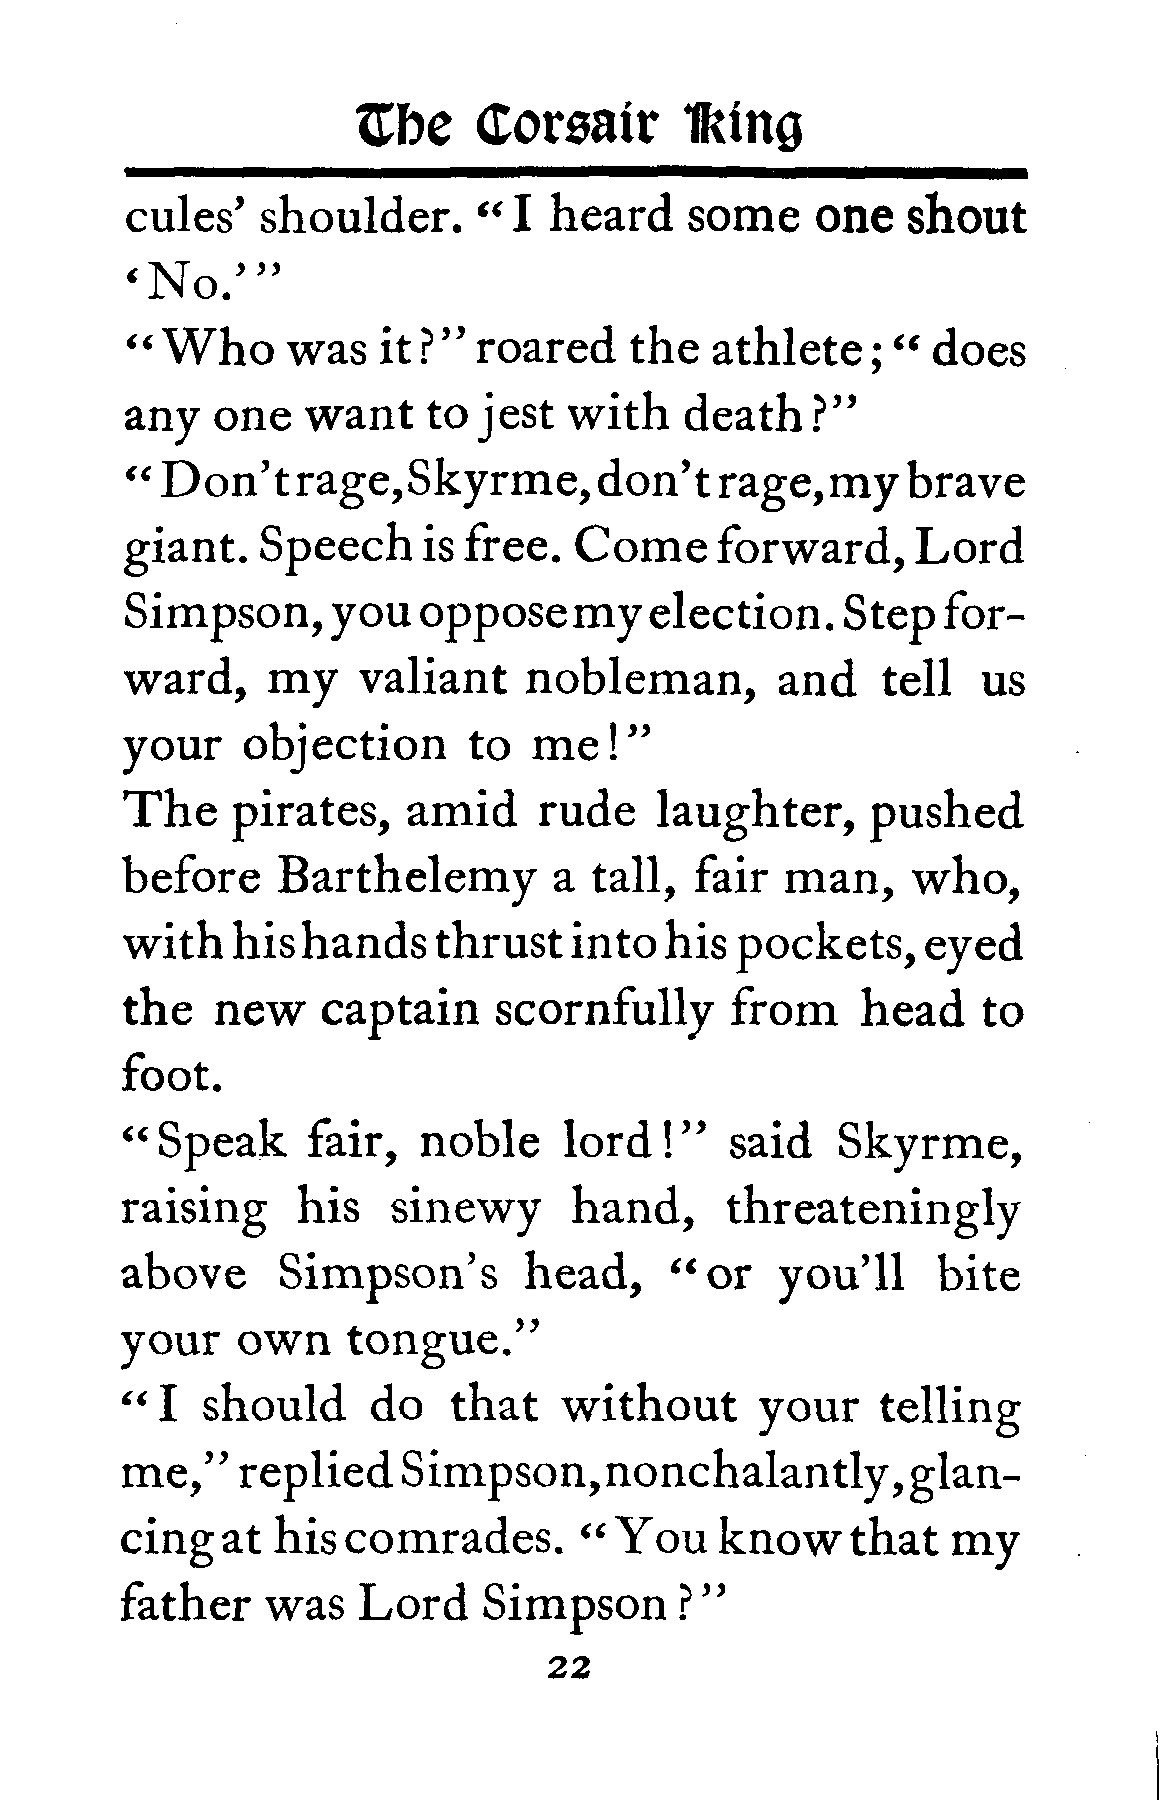 The Corsair King
cules' shoulder. “I heard some one shout
‘No.’”
“Who was it?” roared the athlete; “does
any one want to jest with death?”
“Don't rage, Skyrme, don't rage, my brave
giant. Speech is free. Come forward, Lord
Simpson, you oppose my election. Step for-
ward, my valiant nobleman, and tell us
your objection to me!”
The pirates, amid rude laughter, pushed
before Barthelemy a tall, fair man, who,
with his hands thrust into his pockets, eyed
the new captain scornfully from head to
foot.
“Speak fair, noble lord!” said Skyrme,
raising his sinewy hand, threateningly
above Simpson's head, “or you'll bite
your own tongue.”
“I should do that without your telling
me,” replied Simpson, nonchalantly, glan-
cing at his comrades. “You know that my
father was Lord Simpson?”
22